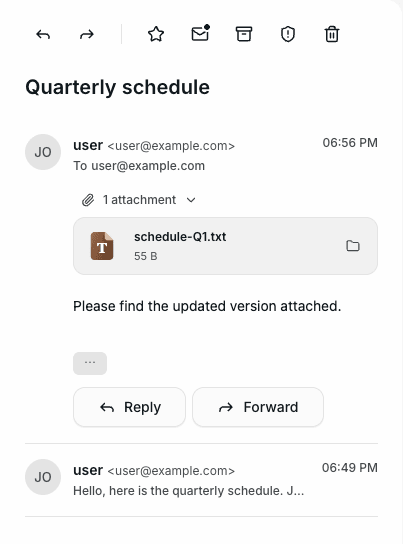 Quarterly schedule
JO
user <user@example.com>
06:56 PM
To user@example.com
1 attachment
T
schedule-Q1.txt
55 B
Please find the updated version attached.
...
Reply
Forward
JO
user <user@example.com>
06:49 PM
Hello, here is the quarterly schedule. J...